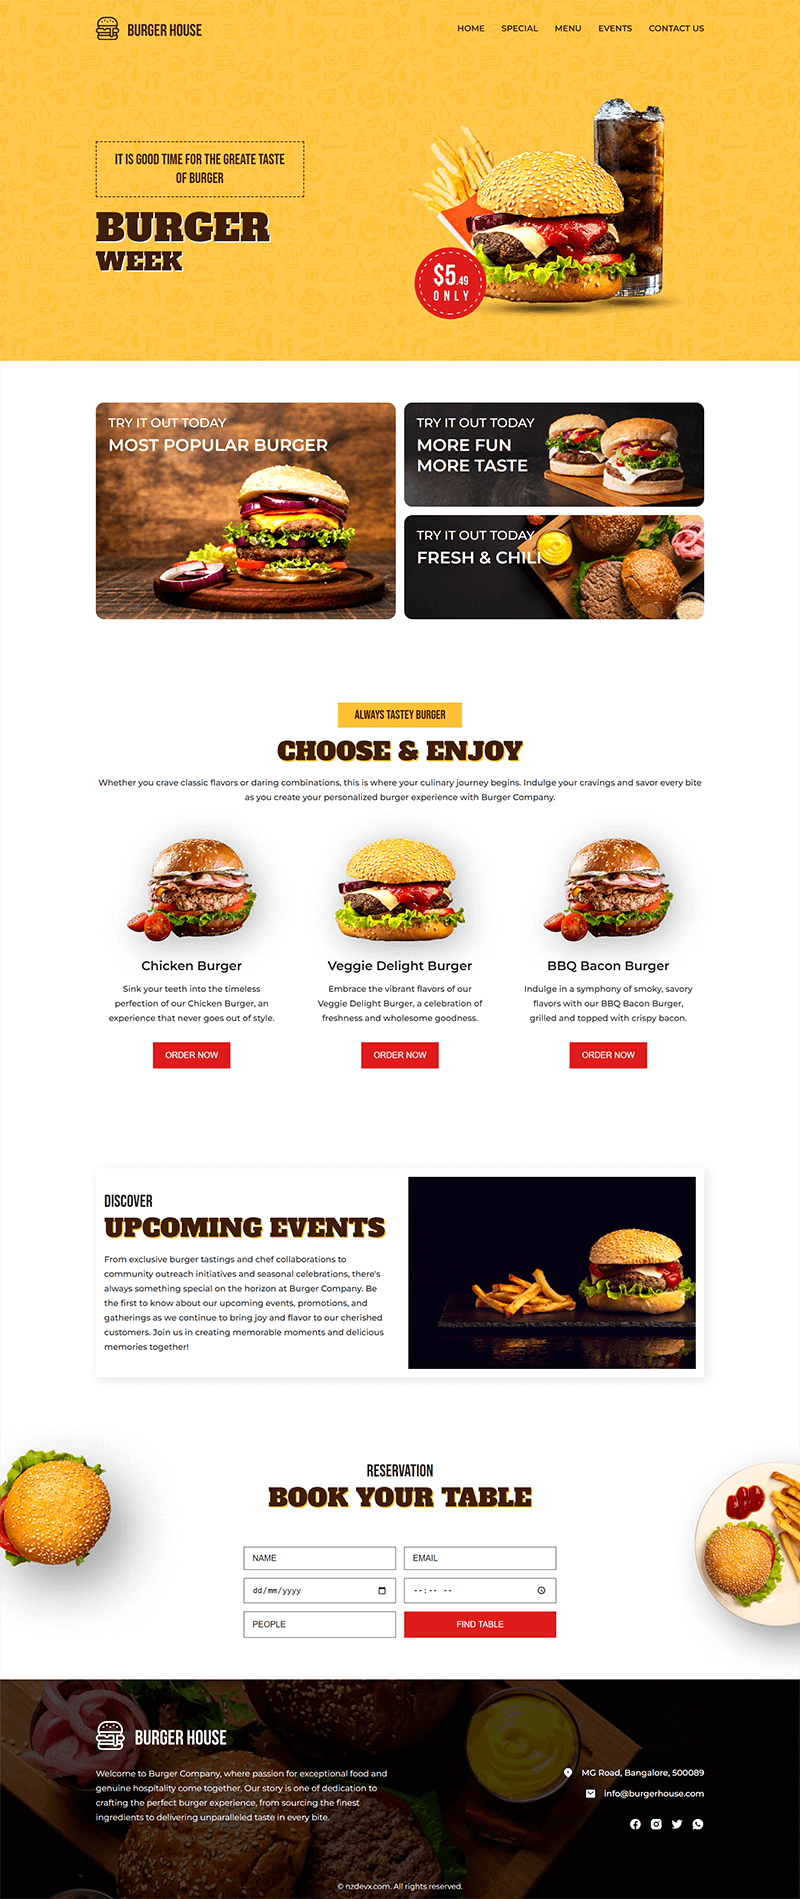 BURGER HOUSE
HOME SPECIAL MENU EVENTS CONTACT US
IT IS GOOD TIME FOR THE GREATE TASTE
OF BURGER
BURGER
WEEK
$5.49
ONLY
TRY IT OUT TODAY
MOST POPULAR BURGER
TRY IT OUT TODAY
MORE FUN
MORE TASTE
TRY IT OUT TODAY
FRESH & CHILI
ALWAYS TASTEY BURGER
CHOOSE & ENJOY
Whether you crave classic flavors or daring combinations, this is where your culinary journey begins. Indulge your cravings and savor every bite
as you create your personalized burger experience with Burger Company.
Chicken Burger
Sink your teeth into the timeless
perfection of our Chicken Burger, an
experience that never goes out of style.
ORDER NOW
Veggie Delight Burger
Embrace the vibrant flavors of our
Veggie Delight Burger, a celebration of
freshness and wholesome goodness.
ORDER NOW
BBQ Bacon Burger
Indulge in a symphony of smoky, savory
flavors with our BBQ Bacon Burger,
grilled and topped with crispy bacon.
ORDER NOW
DISCOVER
UPCOMING EVENTS
From exclusive burger tastings and chef collaborations to
community outreach initiatives and seasonal celebrations, there's
always something special on the horizon at Burger Company. Be
the first to know about our upcoming events, promotions, and
gatherings as we continue to bring joy and flavor to our cherished
customers. Join us in creating memorable moments and delicious
memories together!
RESERVATION
BOOK YOUR TABLE
NAME
EMAIL
dd/mm/yyyy
--:-- --
PEOPLE
FIND TABLE
BURGER HOUSE
Welcome to Burger Company, where passion for exceptional food and
genuine hospitality come together. Our story is one of dedication to
crafting the perfect burger experience, from sourcing the finest
ingredients to delivering unparalleled taste in every bite.
MG Road, Bangalore, 500089
info@burgerhouse.com
© nzdevx.com. All rights reserved.